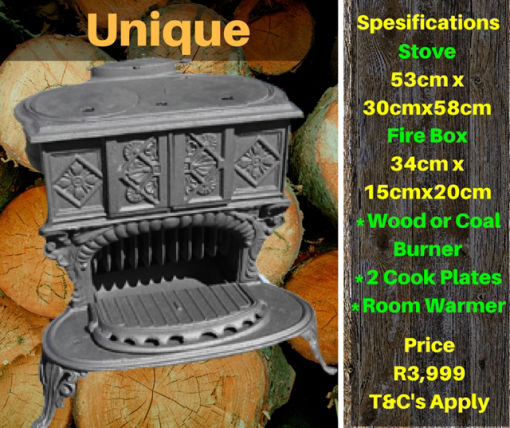 Unique
Spesifications
Stove
53cm x
30cmx58cm
Fire Box
34cm x
15cmx20cm
*Wood or Coal
Burner
*2 Cook Plates
*Room Warmer
Price
R3,999
T&C's Apply